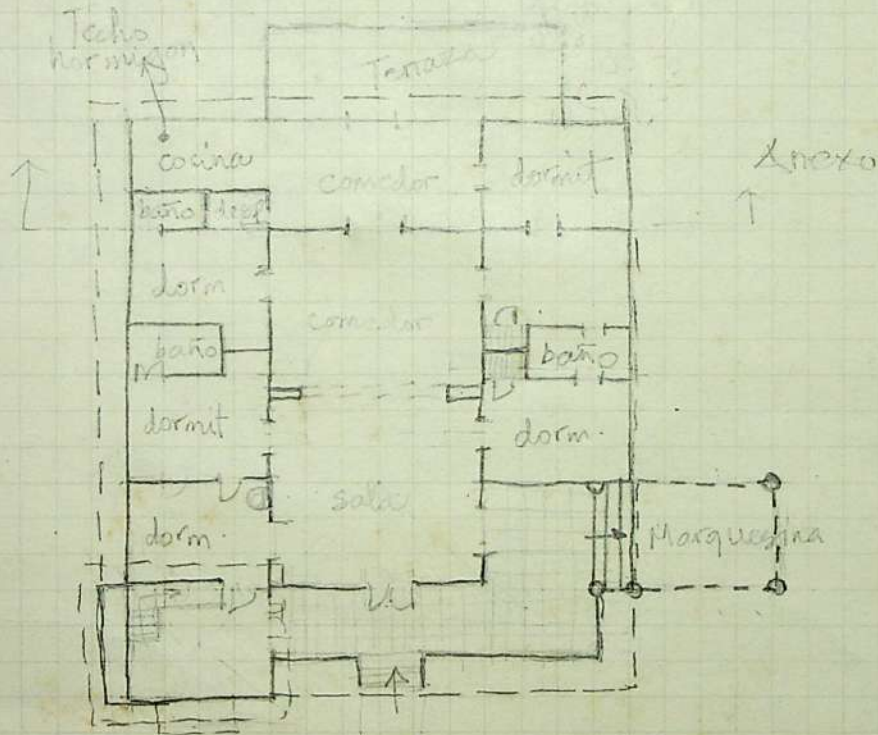 Techo
hormigon
Terraza
cocina
comedor
dormit
Anexo
baño
dorm
comedor
baño
baño
dormit
dorm.
sala
dorm.
Marquesina